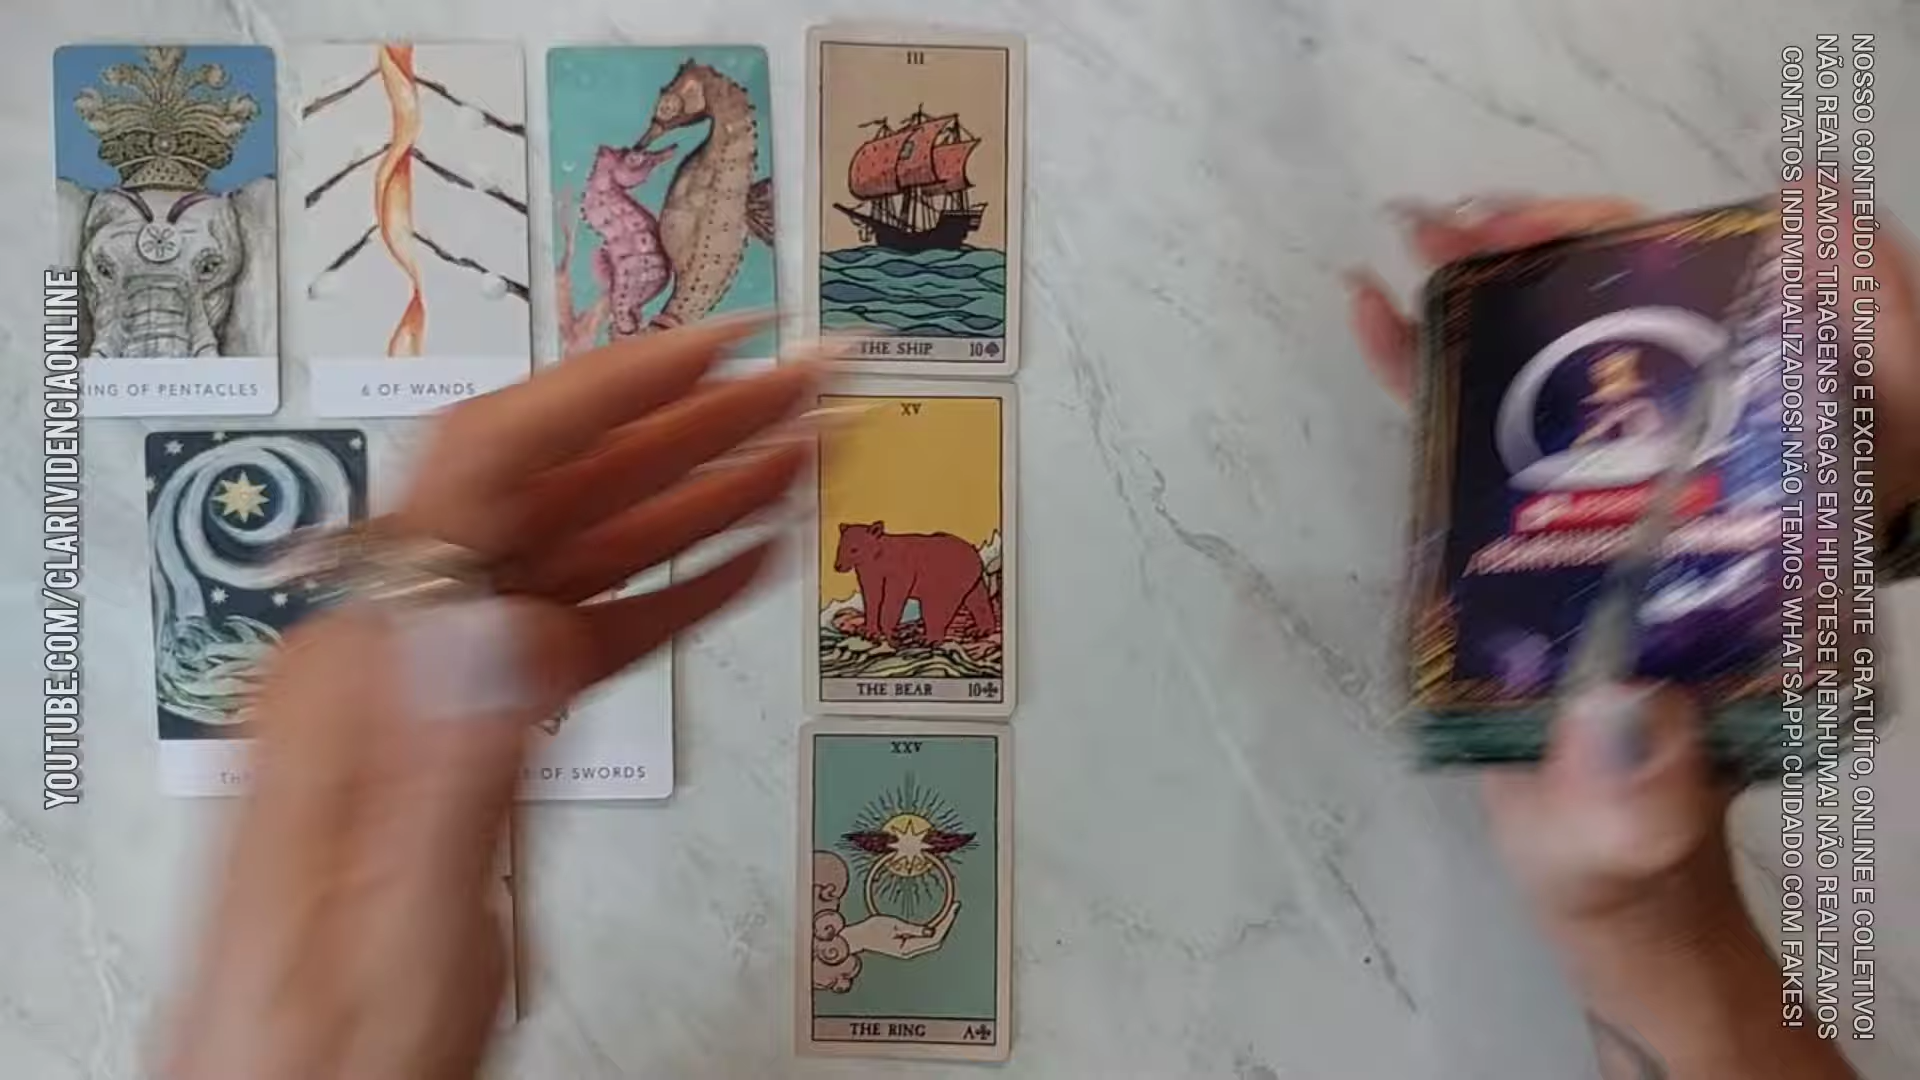 YOUTUBE.COM/CLARIVIDENCIAONLINE
KING OF PENTACLES
6 OF WANDS
III
THE SHIP 10
XV
THE BEAR 10
OF SWORDS
XXV
THE RING A
NOSSO CONTEÚDO É ÚNICO E EXCLUSIVAMENTE GRATUÍTO, ONLINE E COLETIVO!
NÃO REALIZAMOS TIRAGENS PAGAS EM HIPÓTESE NENHUMA! NÃO REALIZAMOS
CONTATOS INDIVIDUALIZADOS! NÃO TEMOS WHATSAPP! CUIDADO COM FAKES!